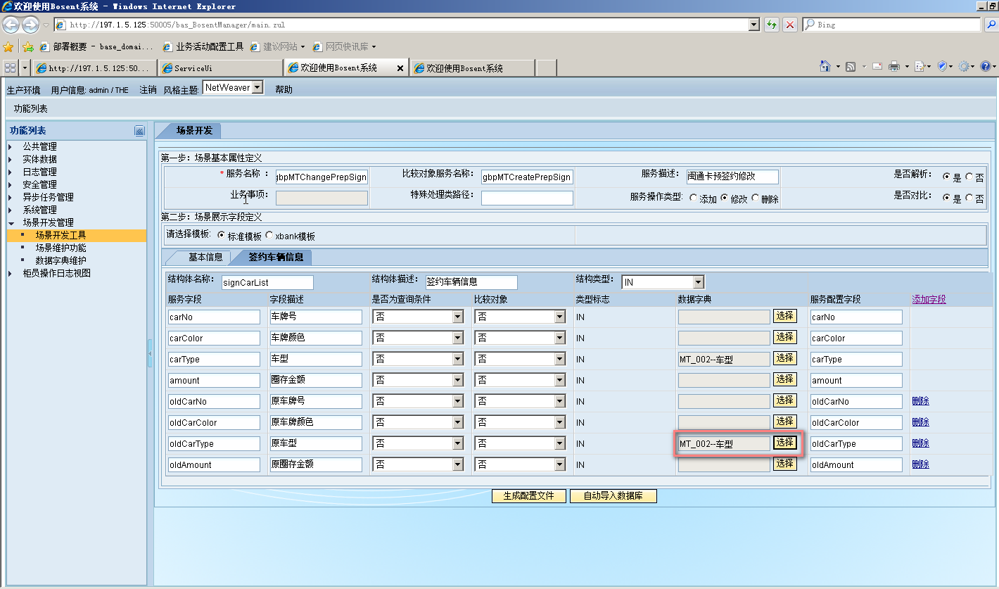 欢迎使用Bosent系统 - Windows Internet Explorer
http://197.1.5.125:50005/bas_BosentManager/main.zul
Bing
部署概要 - base_domai... 业务活动配置工具 建议网站 网页快讯库
http://197.1.5.125:50... ServiceUi 欢迎使用Bosent系统 欢迎使用Bosent系统
生产环境 用户信息: admin / THE 注销 风格主题: NetWeaver 帮助
功能列表
功能列表
公共管理
实体数据
日志管理
安全管理
异步任务管理
系统管理
场景开发管理
场景开发工具
场景维护功能
数据字典维护
柜员操作日志视图
场景开发
第一步：场景基本属性定义
* 服务名称 ： gbpMTChangePrepSign 比较对象服务名称： gbpMTCreatePrepSign 服务描述： 闽通卡预签约修改 是否解析： 是 否
业务事项： 特殊处理类路径： 服务操作类型: 添加 修改 删除 是否对比： 是 否
第二步：场景展示字段定义
请选择模板: 标准模板 xbank模板
基本信息 签约车辆信息
结构体名称： signCarList 结构体描述： 签约车辆信息 结构类型： IN
服务字段 字段描述 是否为查询条件 比较对象 类型标志 数据字典 服务配置字段 添加字段
carNo 车牌号 否 否 IN 选择 carNo
carColor 车牌颜色 否 否 IN 选择 carColor
carType 车型 否 否 IN MT_002--车型 选择 carType
amount 圈存金额 否 否 IN 选择 amount
oldCarNo 原车牌号 否 否 IN 选择 oldCarNo 删除
oldCarColor 原车牌颜色 否 否 IN 选择 oldCarColor 删除
oldCarType 原车型 否 否 IN MT_002--车型 选择 oldCarType 删除
oldAmount 原圈存金额 否 否 IN 选择 oldAmount 删除
生成配置文件 自动导入数据库